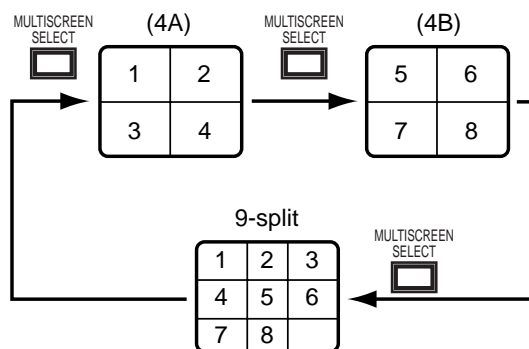 MULTISCREEN
SELECT
(4A)
1 2
3 4
MULTISCREEN
SELECT
(4B)
5 6
7 8
9-split
1 2 3
4 5 6
7 8
MULTISCREEN
SELECT